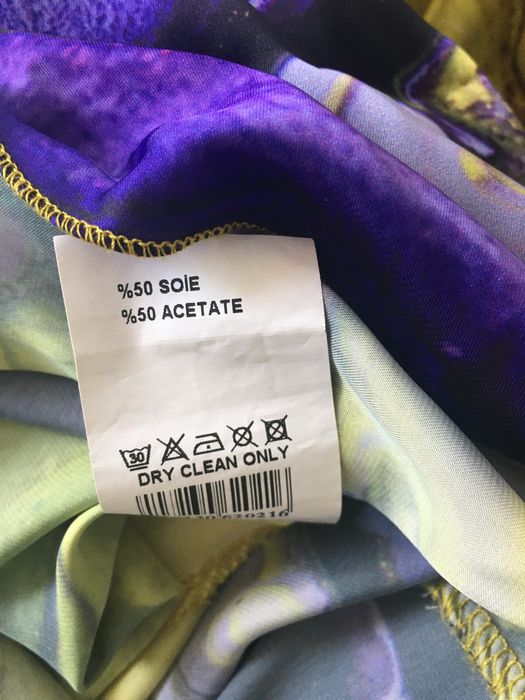 %50 SOİE
%50 ACETATE
30
DRY CLEAN ONLY